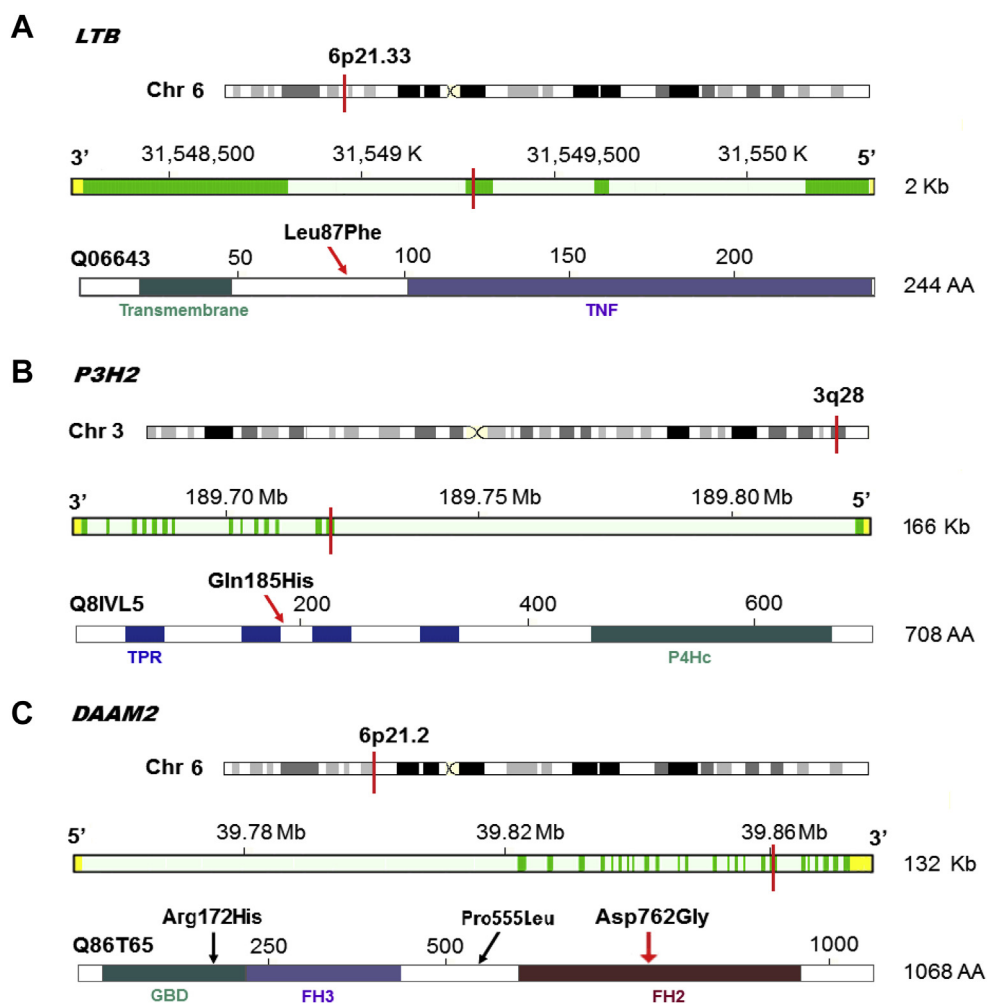 A LTB
6p21.33
Chr 6
3’ 31,548,500 31,549 K 31,549,500 31,550 K 5’
2 Kb
Leu87Phe
Q06643 50 100 150 200
244 AA
Transmembrane TNF
B P3H2
3q28
Chr 3
3’ 189.70 Mb 189.75 Mb 189.80 Mb 5’
166 Kb
Gln185His
Q8IVL5 200 400 600
708 AA
TPR P4Hc
C DAAM2
6p21.2
Chr 6
5’ 39.78 Mb 39.82 Mb 39.86 Mb 3’
132 Kb
Arg172His Pro555Leu Asp762Gly
Q86T65 250 500 1000
1068 AA
GBD FH3 FH2